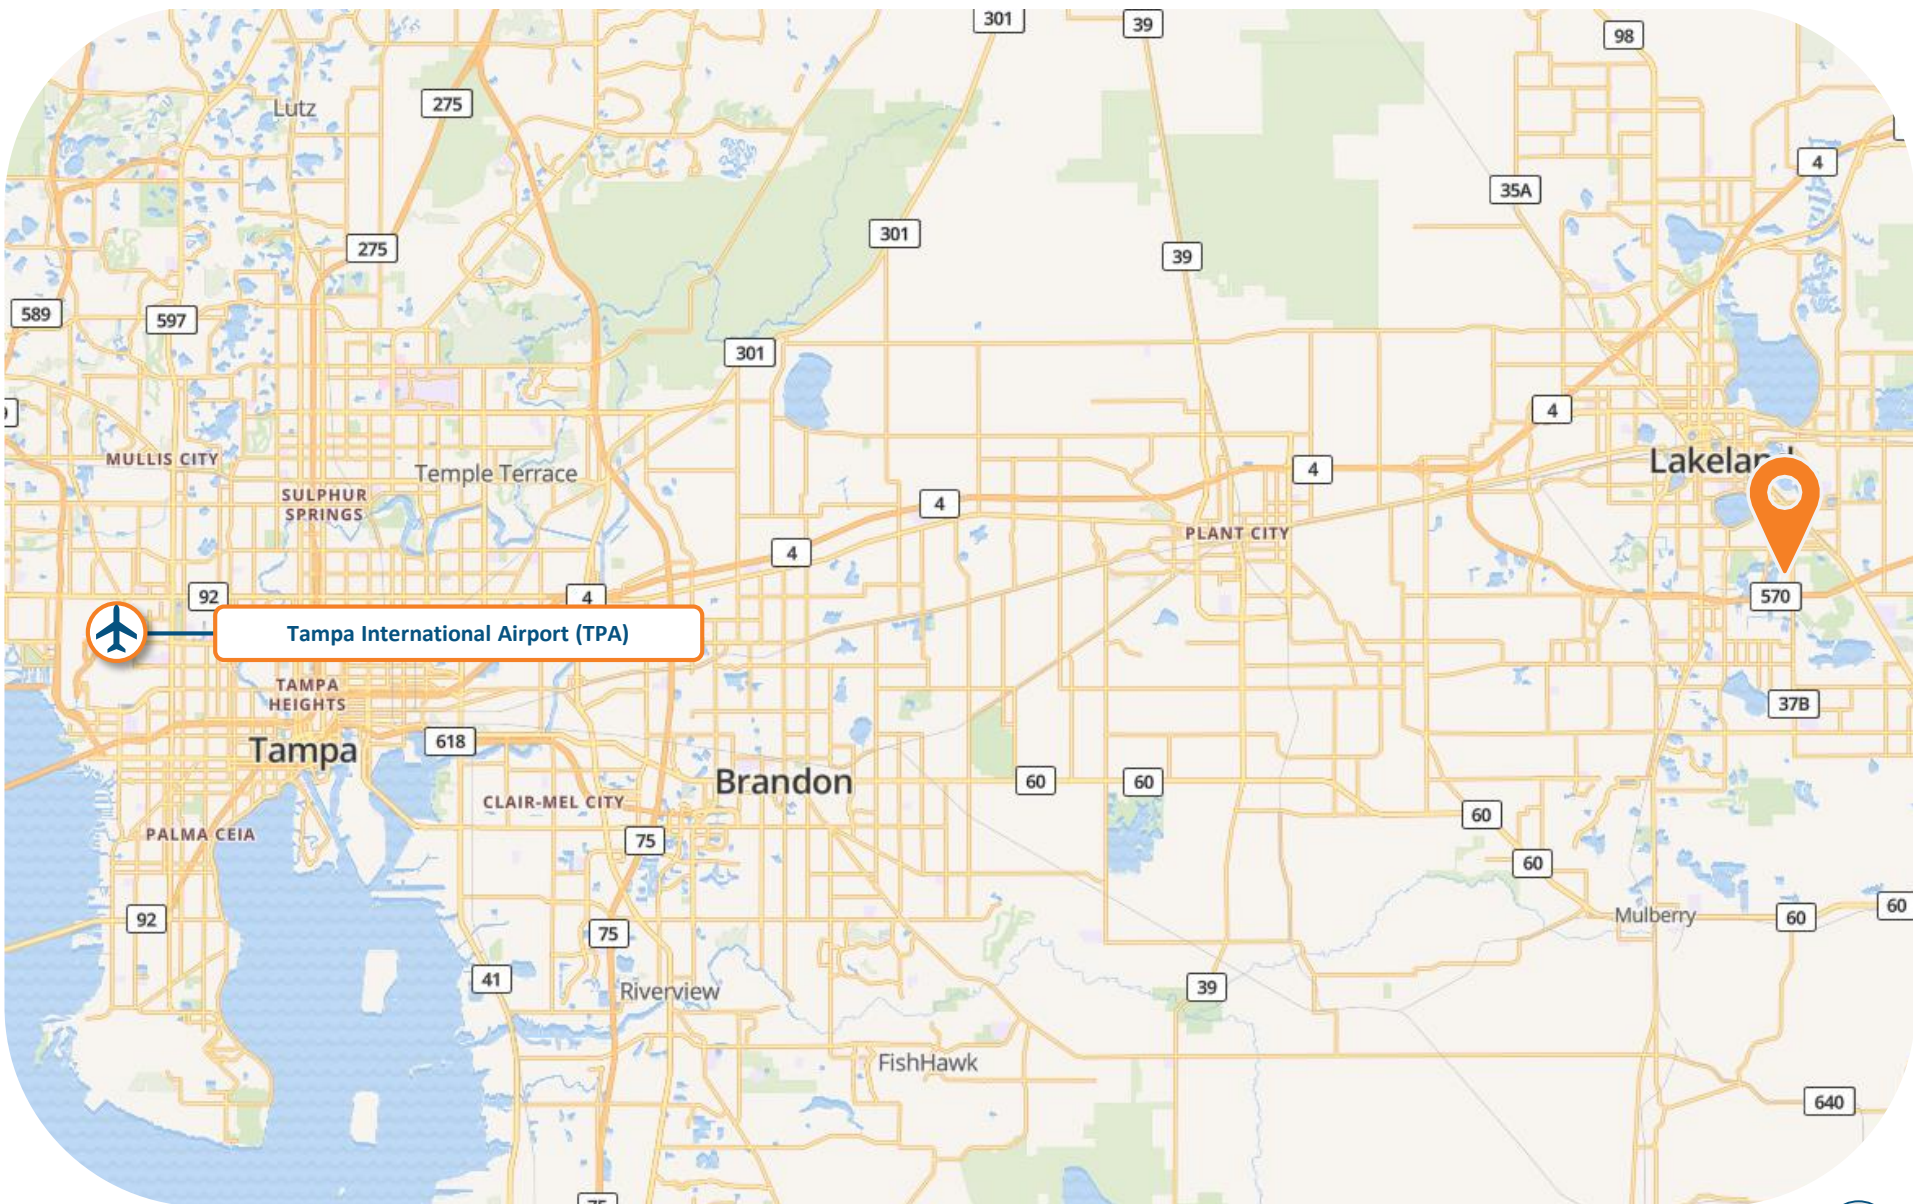 301
39
98
275
Lutz
4
35A
301
275
39
589
597
301
4
MULLIS CITY
Temple Terrace
4
Lakeland
SULPHUR
SPRINGS
4
PLANT CITY
4
92
4
570
Tampa International Airport (TPA)
TAMPA
HEIGHTS
37B
618
Tampa
Brandon
60
60
CLAIR-MEL CITY
60
PALMA CEIA
75
60
92
75
Mulberry
60
60
41
Riverview
39
FishHawk
640
75